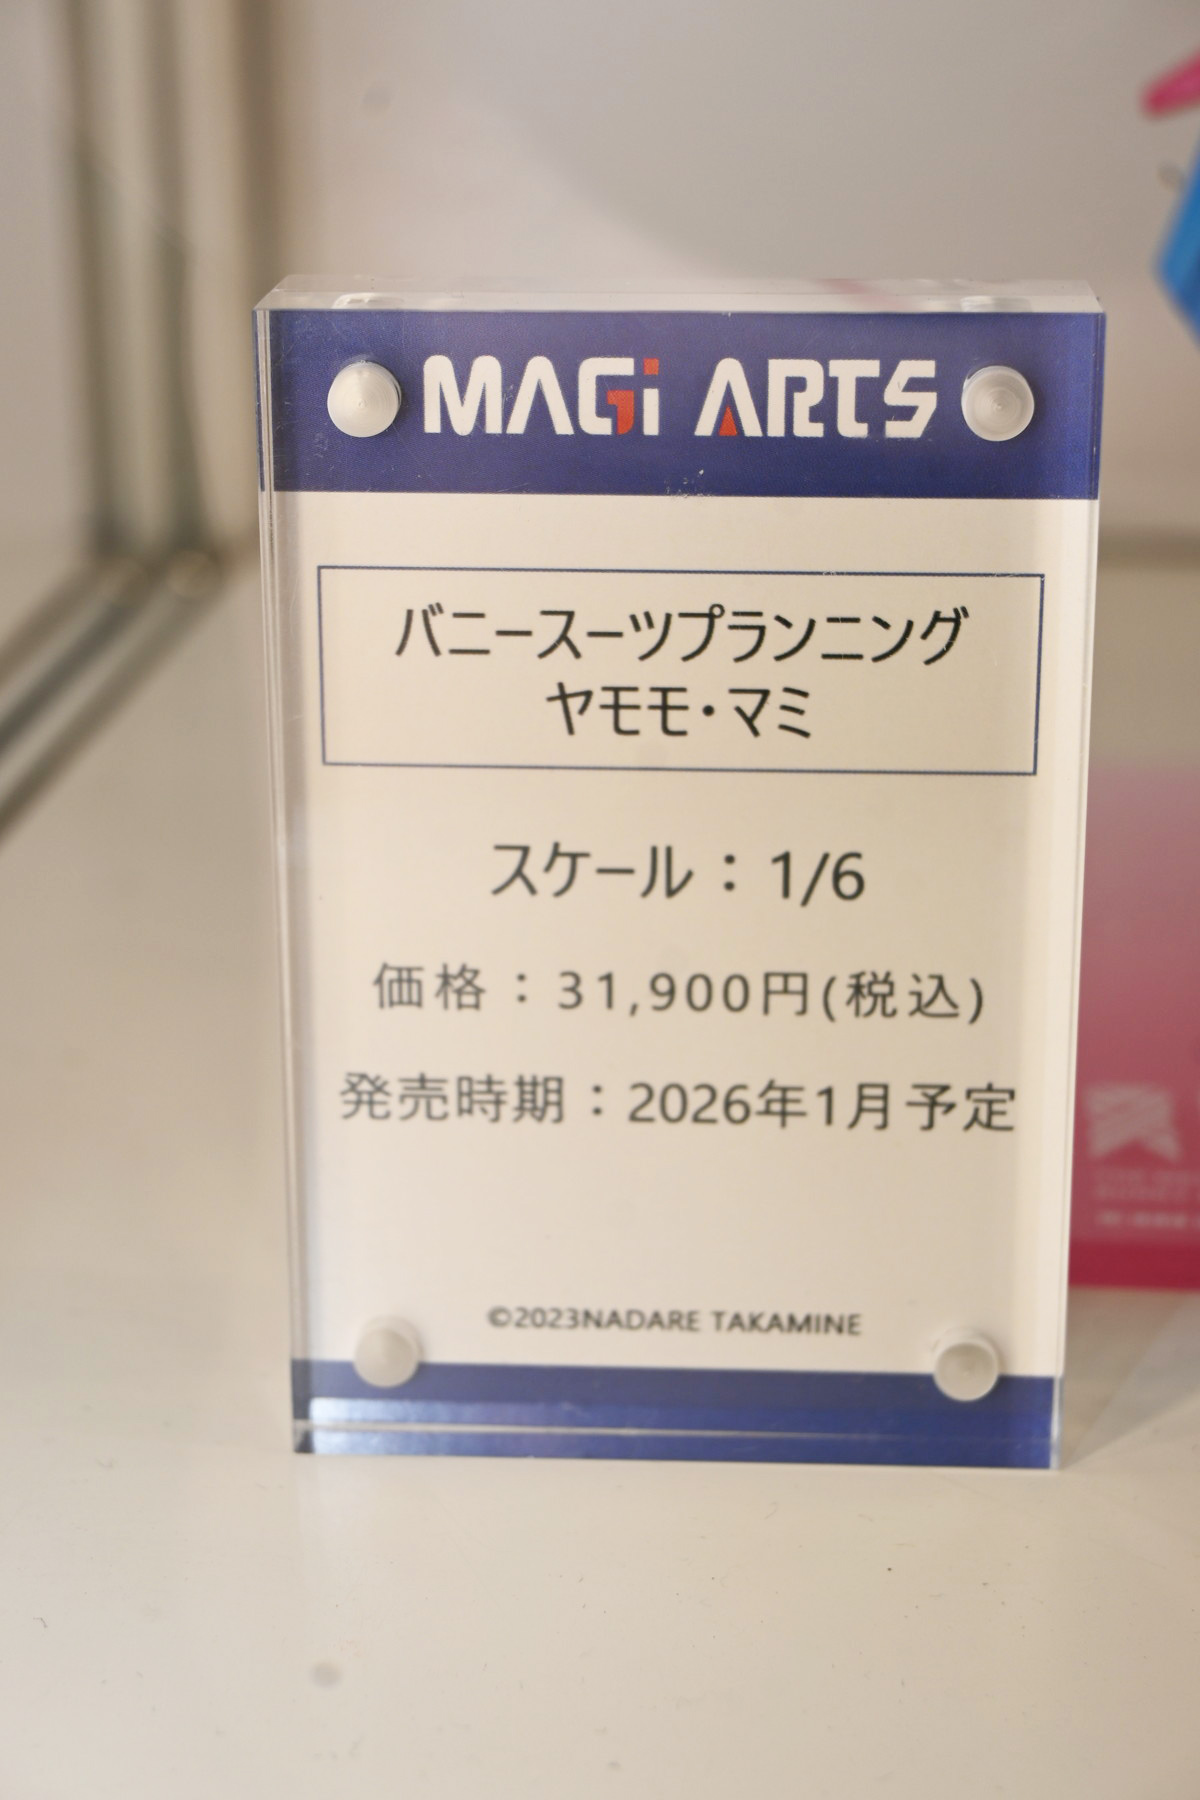 MAGi ARTS
バニースーツプランニング
ヤモモ・マミ
スケール：1/6
価格：31,900円(税込)
発売時期：2026年1月予定
©2023NADARE TAKAMINE